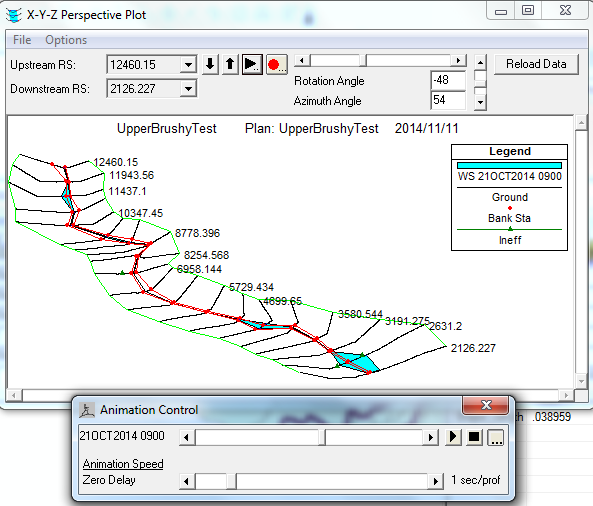 X-Y-Z Perspective Plot
File Options
Upstream RS: 12460.15
Downstream RS: 2126.227
Rotation Angle -48
Azimuth Angle 54
Reload Data
UpperBrushyTest Plan: UpperBrushyTest 2014/11/11
Legend
WS 21OCT2014 0900
Ground
Bank Sta
Ineff
12460.15
11943.56
11437.1
10347.45
8778.396
8254.568
6958.144
5729.434
4699.65
3580.544
3191.275
2631.2
2126.227
Animation Control
21OCT2014 0900
Animation Speed
Zero Delay
1 sec/prof
.038959